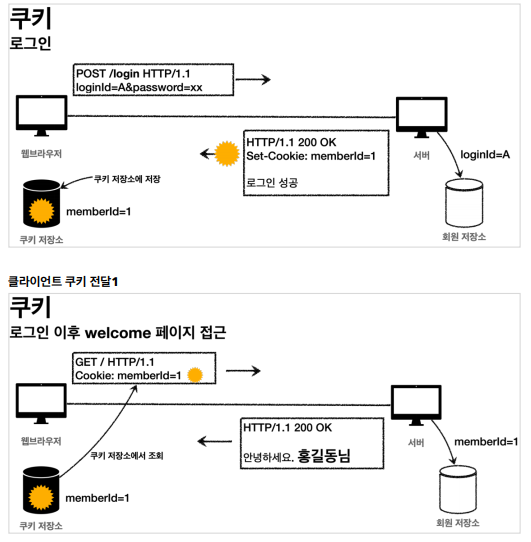 쿠키
로그인
POST /login HTTP/1.1
loginId=A&password=xx
HTTP/1.1 200 OK
Set-Cookie: memberId=1
로그인 성공
웹브라우저
서버
loginId=A
쿠키 저장소에 저장
memberId=1
쿠키 저장소
회원 저장소
클라이언트 쿠키 전달1
쿠키
로그인 이후 welcome 페이지 접근
GET / HTTP/1.1
Cookie: memberId=1
HTTP/1.1 200 OK
안녕하세요. 홍길동님
웹브라우저
서버
memberId=1
쿠키 저장소에서 조회
memberId=1
쿠키 저장소
회원 저장소